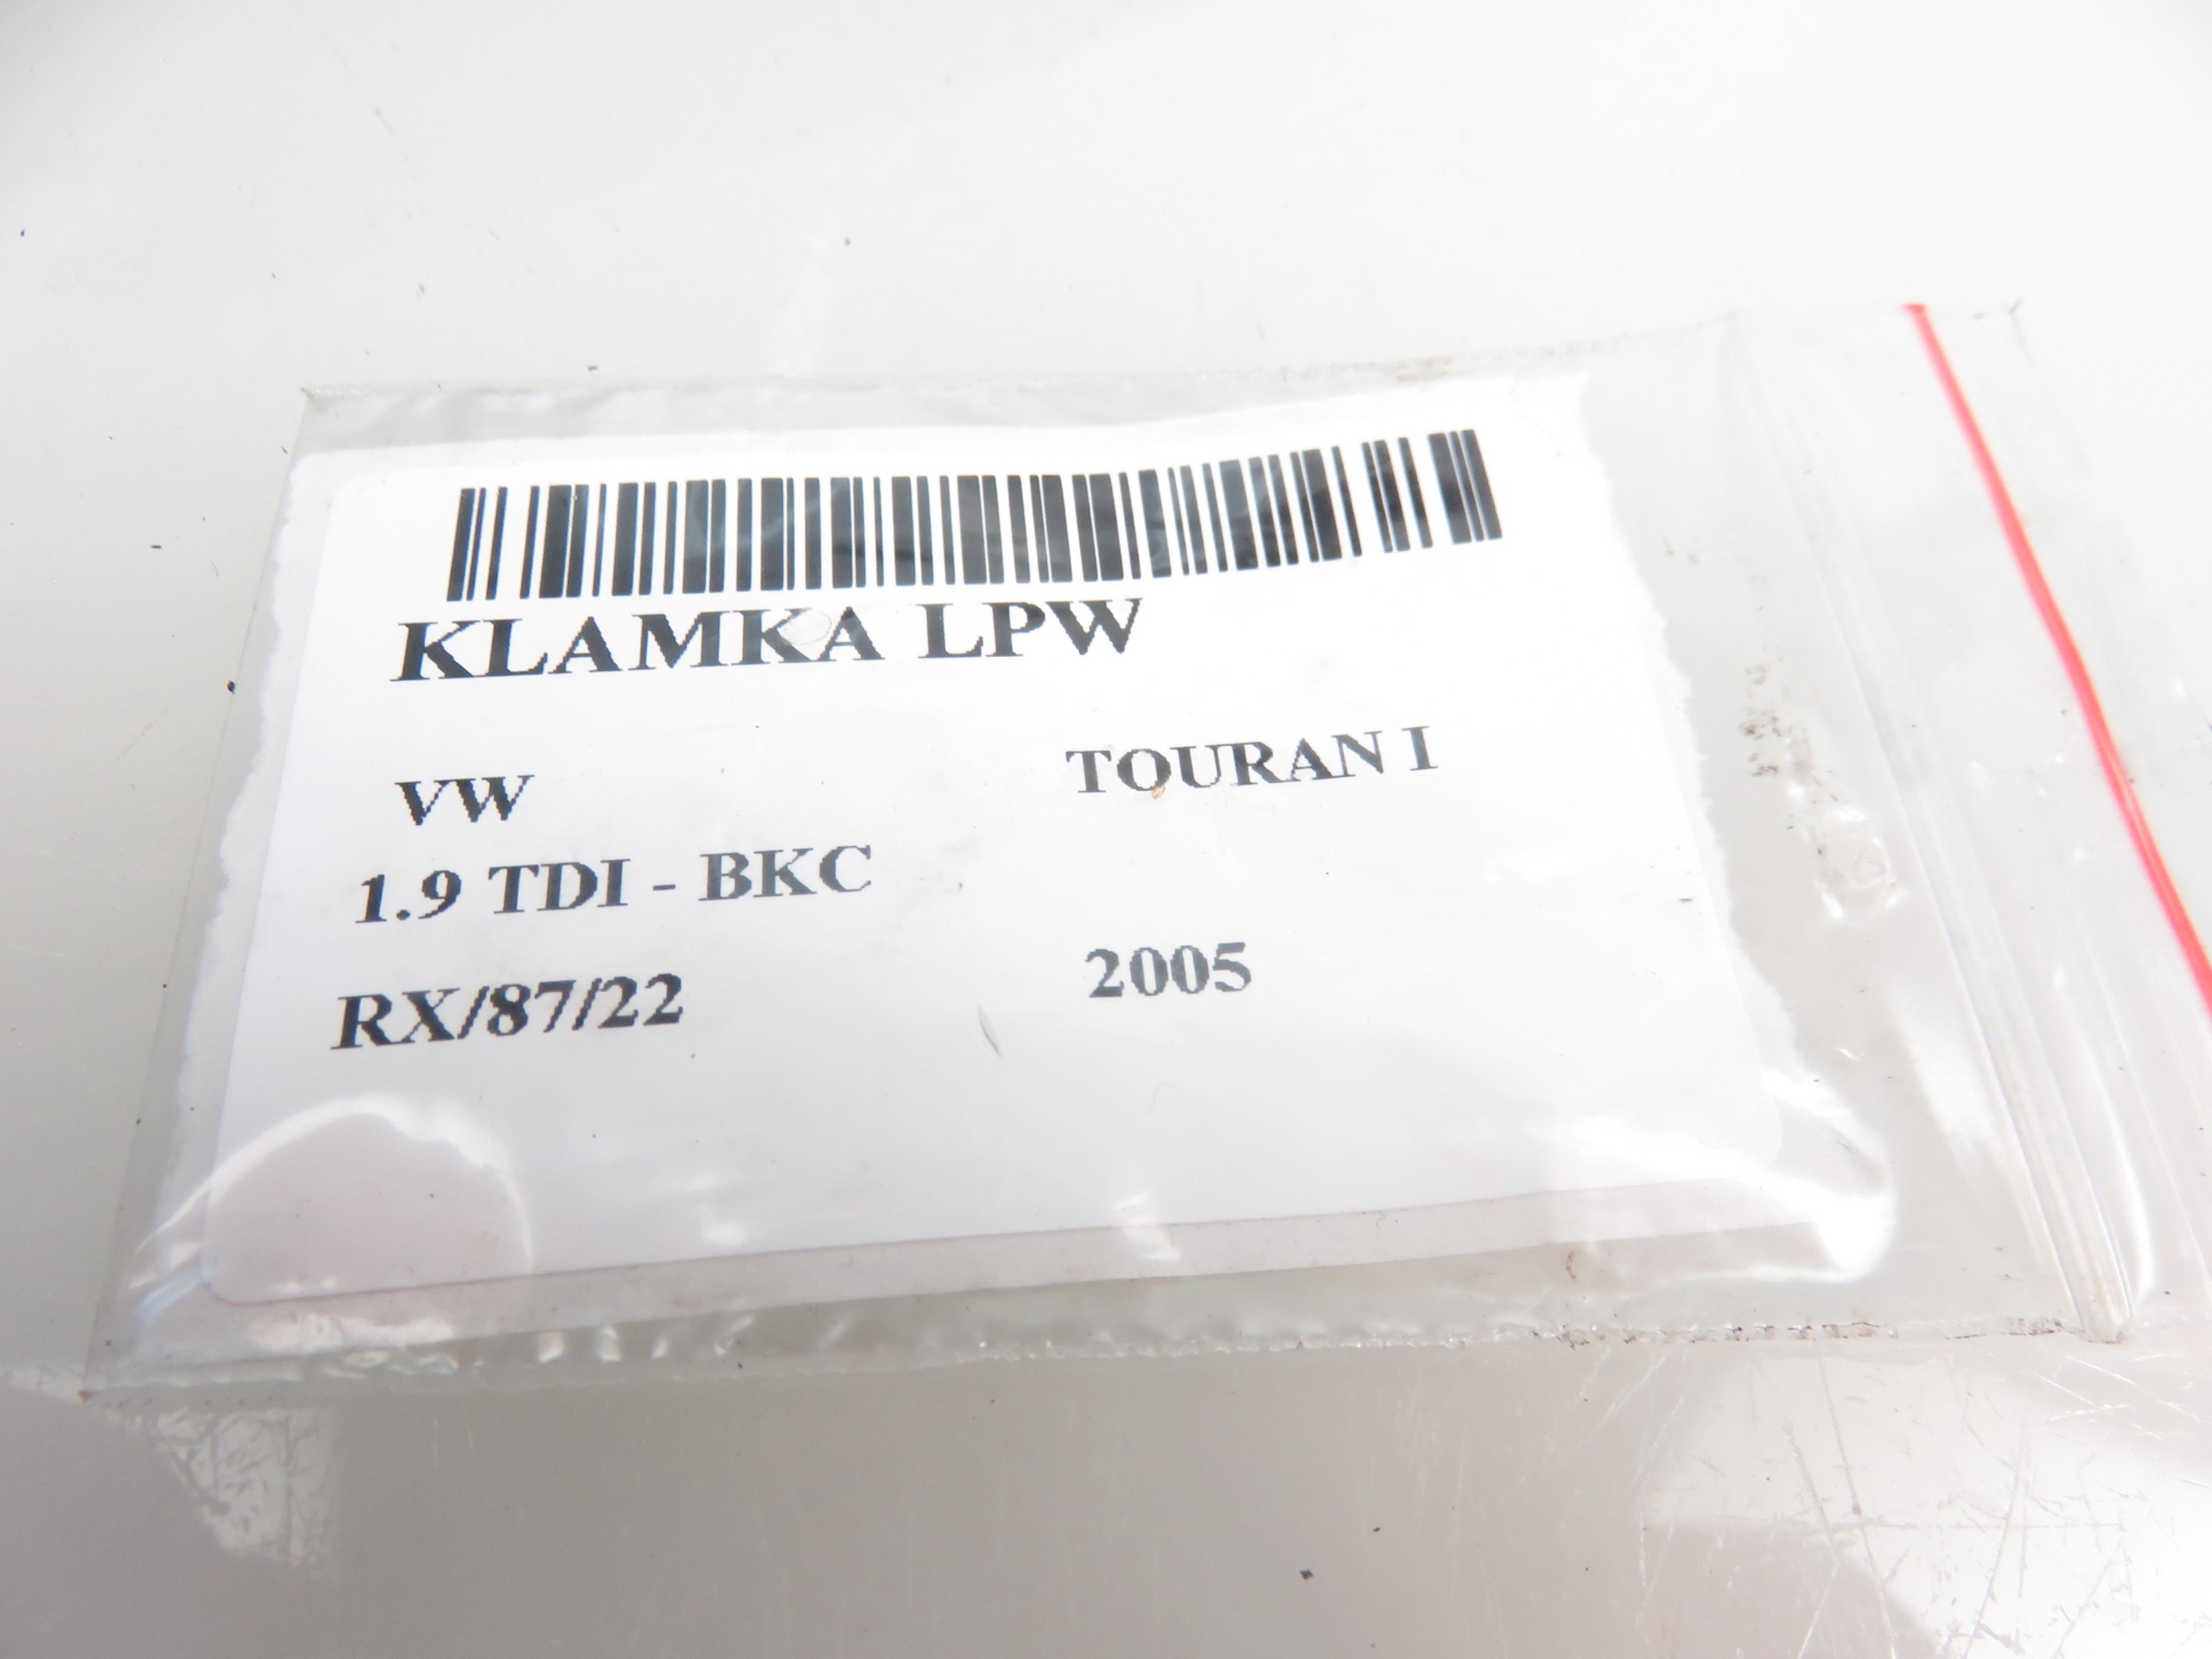 KLAMKA LPW
VW TOURAN I
1.9 TDI - BKC
RX/87/22 2005